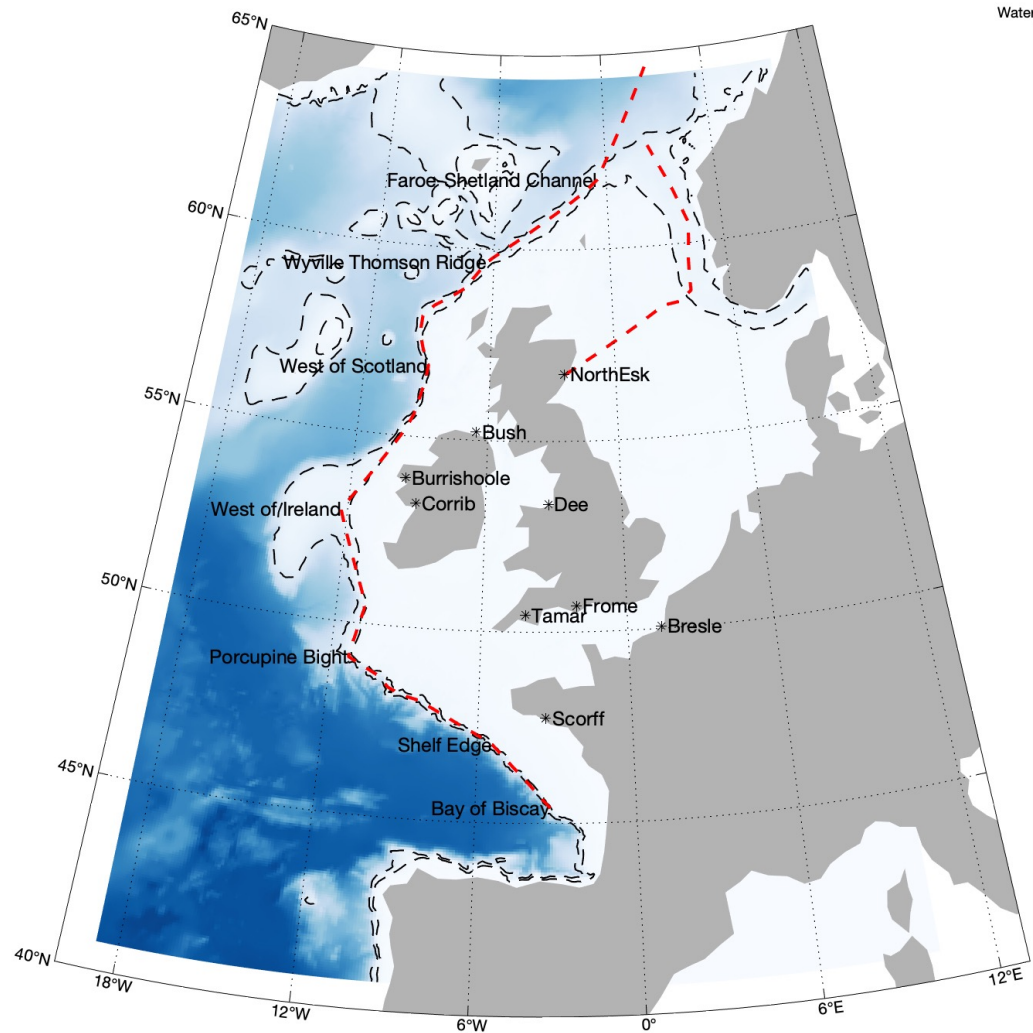 65°N
Water
Faroe-Shetland Channel
60°N
Wyville Thomson Ridge
West of Scotland
NorthEsk
55°N
Bush
Burrishoole
Corrib
Dee
West of Ireland
50°N
Frome
Tamar
Bresle
Porcupine Bight
Scorff
Shelf Edge
45°N
Bay of Biscay
40°N
18°W
12°W
6°W
0°
6°E
12°E